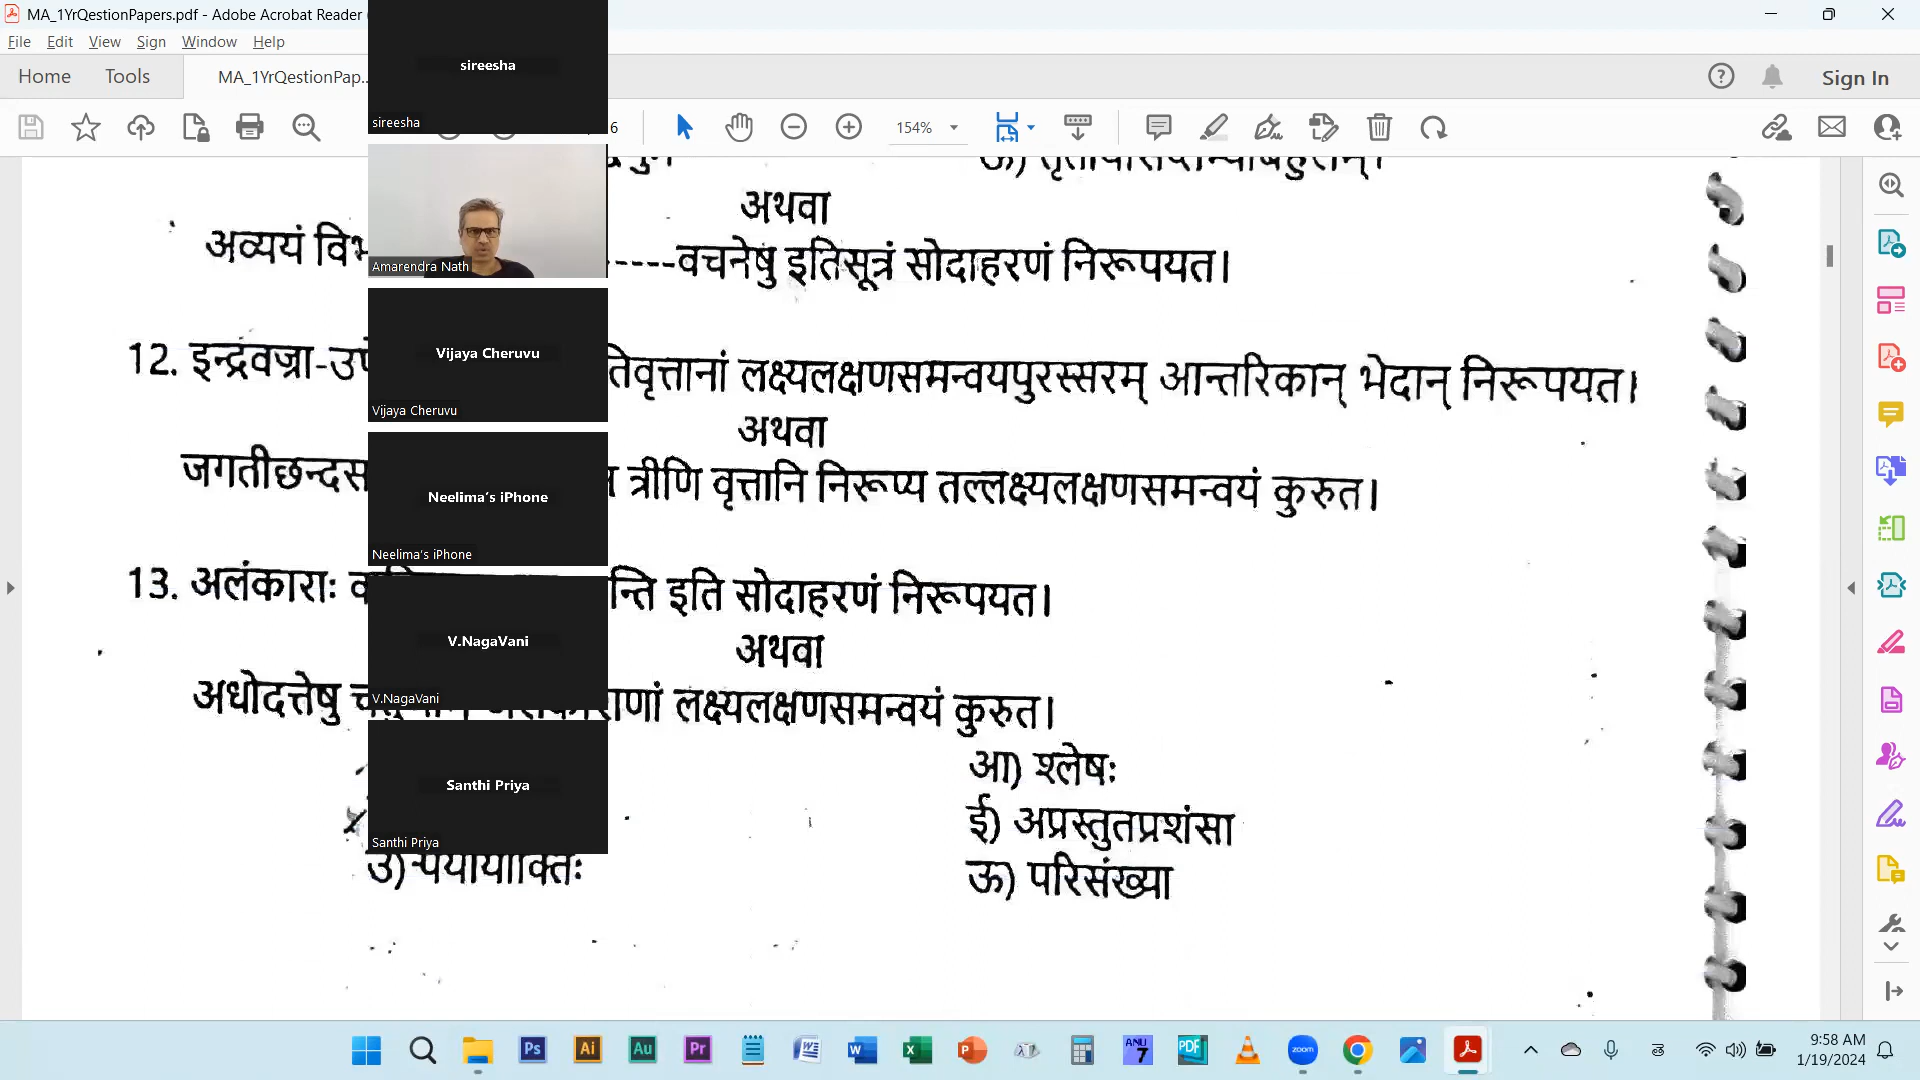 MA_1YrQestionPapers.pdf - Adobe Acrobat Reader
File Edit View Sign Window Help
Home Tools MA_1YrQestionPap... Sign In
6 154%
sireesha
sireesha
Amarendra Nath
Vijaya Cheruvu
Vijaya Cheruvu
Neelima's iPhone
Neelima's iPhone
V.NagaVani
V.NagaVani
Santhi Priya
Santhi Priya
अथवा
अव्ययं -----वचनेषु इतिसूत्रं सोदाहरणं निरूपयत।
12. इन्द्रवज्रा- लक्ष्यलक्षणसमन्वयपुरस्सरम् आन्तरिकान् भेदान् निरूपयत।
अथवा
त्रीणि वृत्तानि निरूप्य तल्लक्ष्यलक्षणसमन्वयं कुरुत।
13. अलंकाराः इति सोदाहरणं निरूपयत।
अथवा
अधोदत्तेषु लक्ष्यलक्षणसमन्वयं कुरुत।
आ) श्लेषः
ई) अप्रस्तुतप्रशंसा
ऊ) परिसंख्या
9:58 AM
1/19/2024